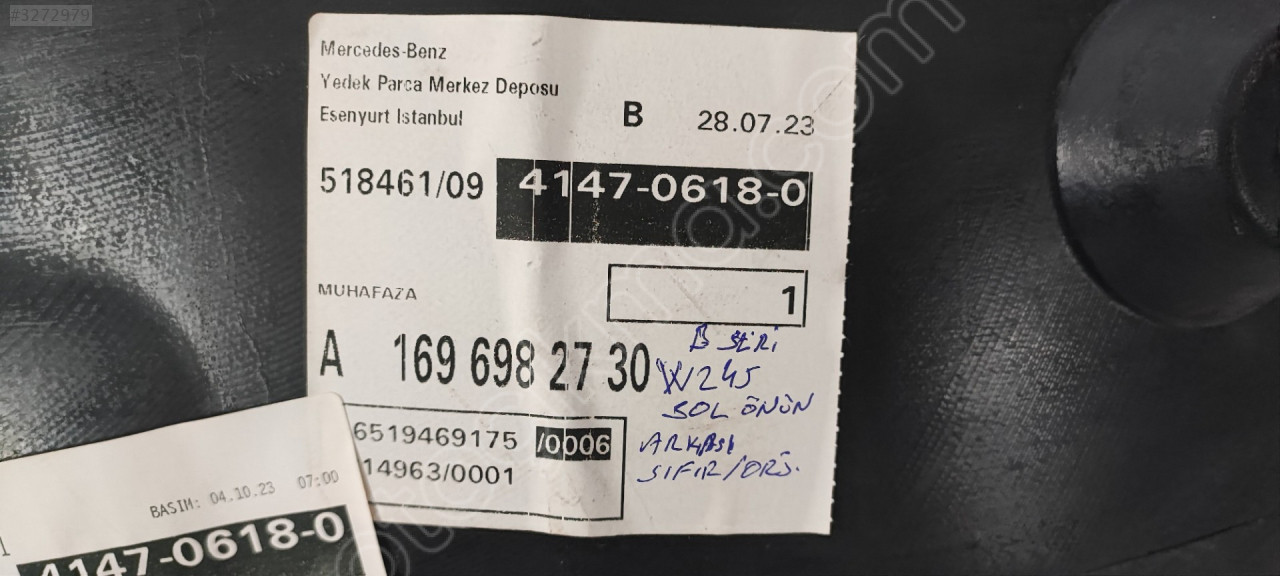 #3272979
Mercedes-Benz
Yedek Parca Merkez Deposu
Esenyurt Istanbul
B 28.07.23
518461/09 4147-0618-0
1
MUHAFAZA
A 169 698 27 30
B SERİ
W245
SOL ÖNÜN
ARKASI
SIFIR/ORJ.
6519469175 /0006
14963/0001
BASIM: 04.10.23 07:00
4147-0618-0